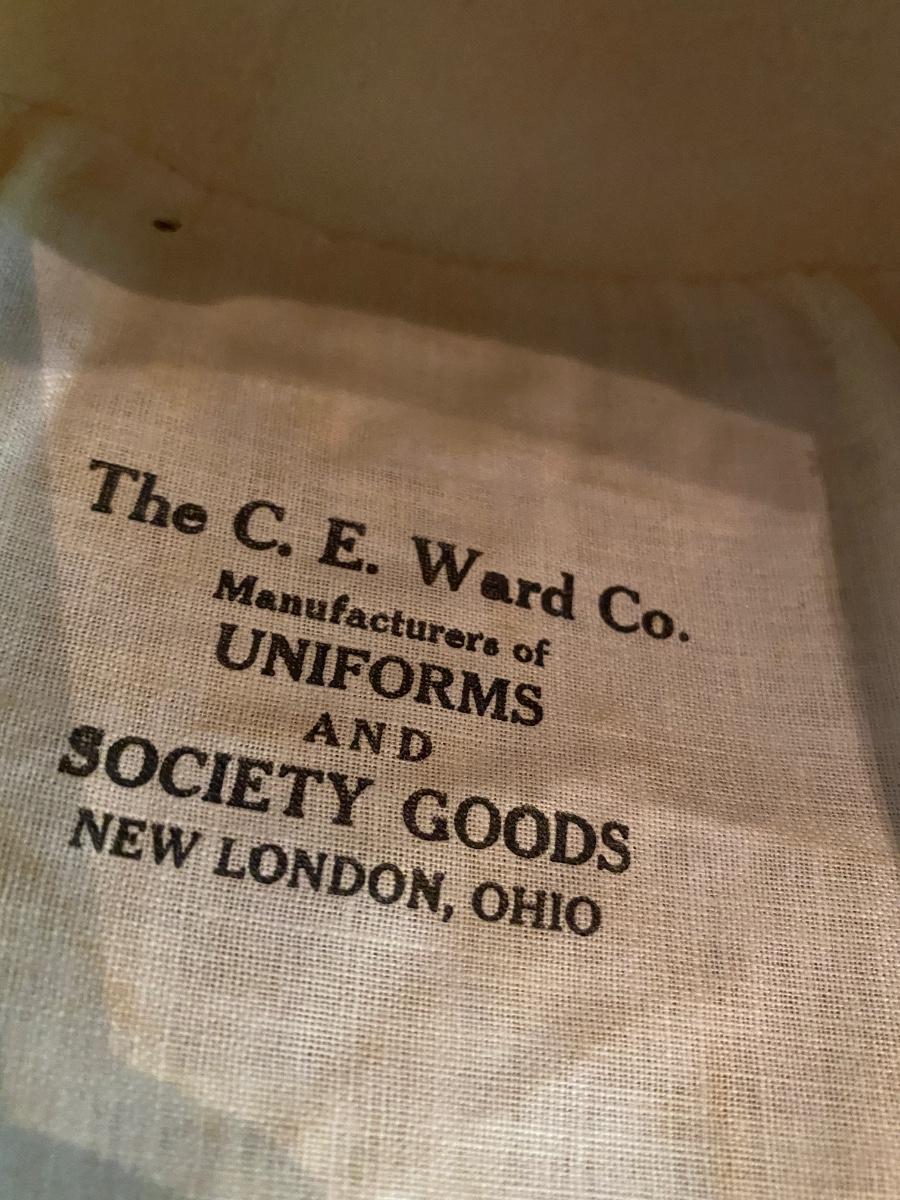 The C. E. Ward Co.
Manufacturers of
UNIFORMS
AND
SOCIETY GOODS
NEW LONDON, OHIO